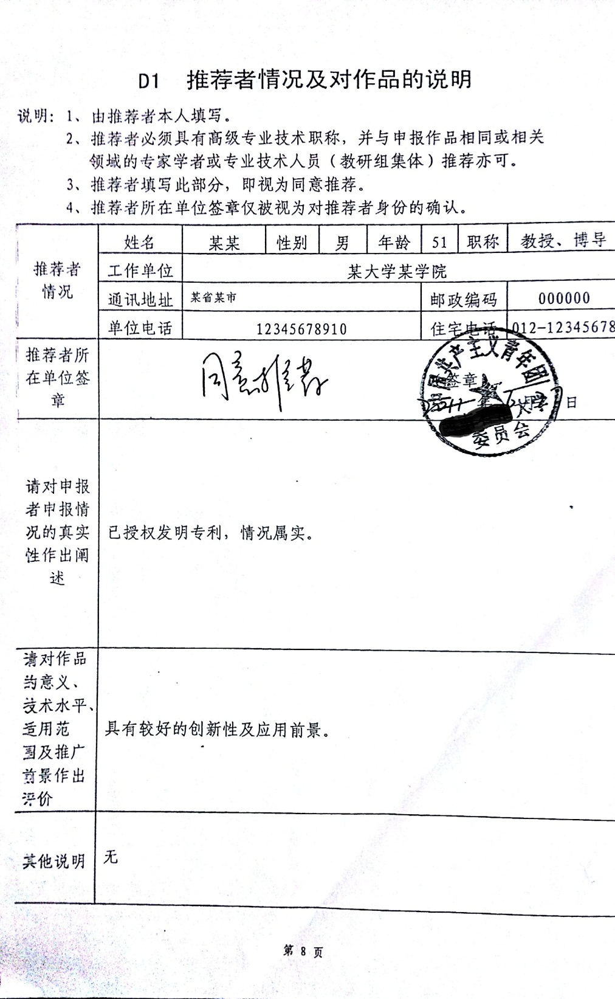 D1 推荐者情况及对作品的说明
说明：1、由推荐者本人填写。
2、推荐者必须具有高级专业技术职称，并与申报作品相同或相关
领域的专家学者或专业技术人员（教研组集体）推荐亦可。
3、推荐者填写此部分，即视为同意推荐。
4、推荐者所在单位签章仅被视为对推荐者身份的确认。
推荐者
情况
姓名 某某 性别 男 年龄 51 职称 教授、博导
工作单位 某大学某学院
通讯地址 某省某市 邮政编码 000000
单位电话 12345678910 住宅电话 012-12345678
推荐者所
在单位签
章
同意推荐
签章
年 月 日
中国共产主义青年团
大学
委员会
请对申报
者申报情
况的真实
性作出阐
述
已授权发明专利，情况属实。
请对作品
的意义、
技术水平、
适用范
围及推广
前景作出
评价
具有较好的创新性及应用前景。
其他说明
无
第 8 页